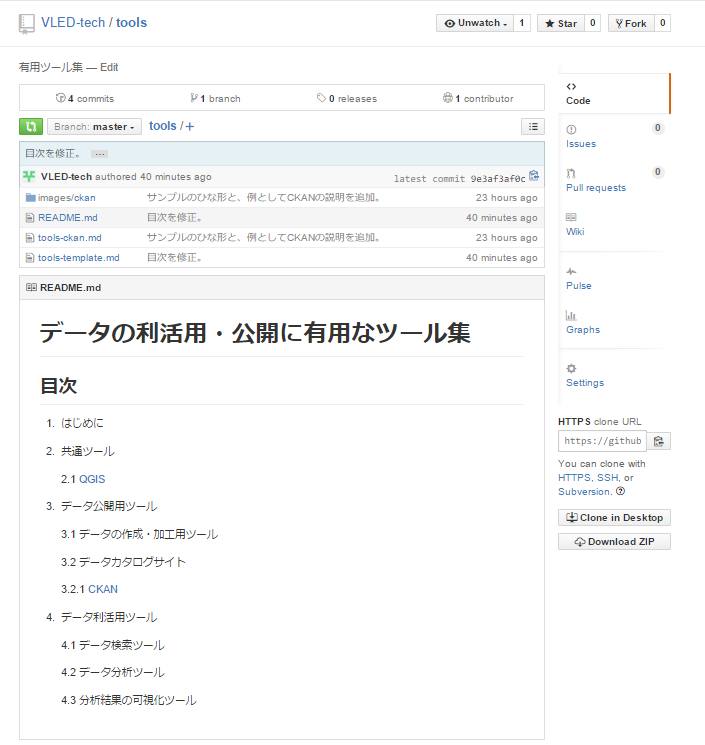 VLED-tech / tools
Unwatch 1 Star 0 Fork 0
有用ツール集 — Edit
4 commits 1 branch 0 releases 1 contributor
Branch: master tools / +
目次を修正。 ...
VLED-tech authored 40 minutes ago latest commit 9e3af3af0c
images/ckan サンプルのひな形と、例としてCKANの説明を追加。 23 hours ago
README.md 目次を修正。 40 minutes ago
tools-ckan.md サンプルのひな形と、例としてCKANの説明を追加。 23 hours ago
tools-template.md 目次を修正。 40 minutes ago
README.md
データの利活用・公開に有用なツール集
目次
1. はじめに
2. 共通ツール
2.1 QGIS
3. データ公開用ツール
3.1 データの作成・加工用ツール
3.2 データカタログサイト
3.2.1 CKAN
4. データ利活用ツール
4.1 データ検索ツール
4.2 データ分析ツール
4.3 分析結果の可視化ツール
Code
Issues 0
Pull requests 0
Wiki
Pulse
Graphs
Settings
HTTPS clone URL
https://github
You can clone with
HTTPS, SSH, or
Subversion.
Clone in Desktop
Download ZIP